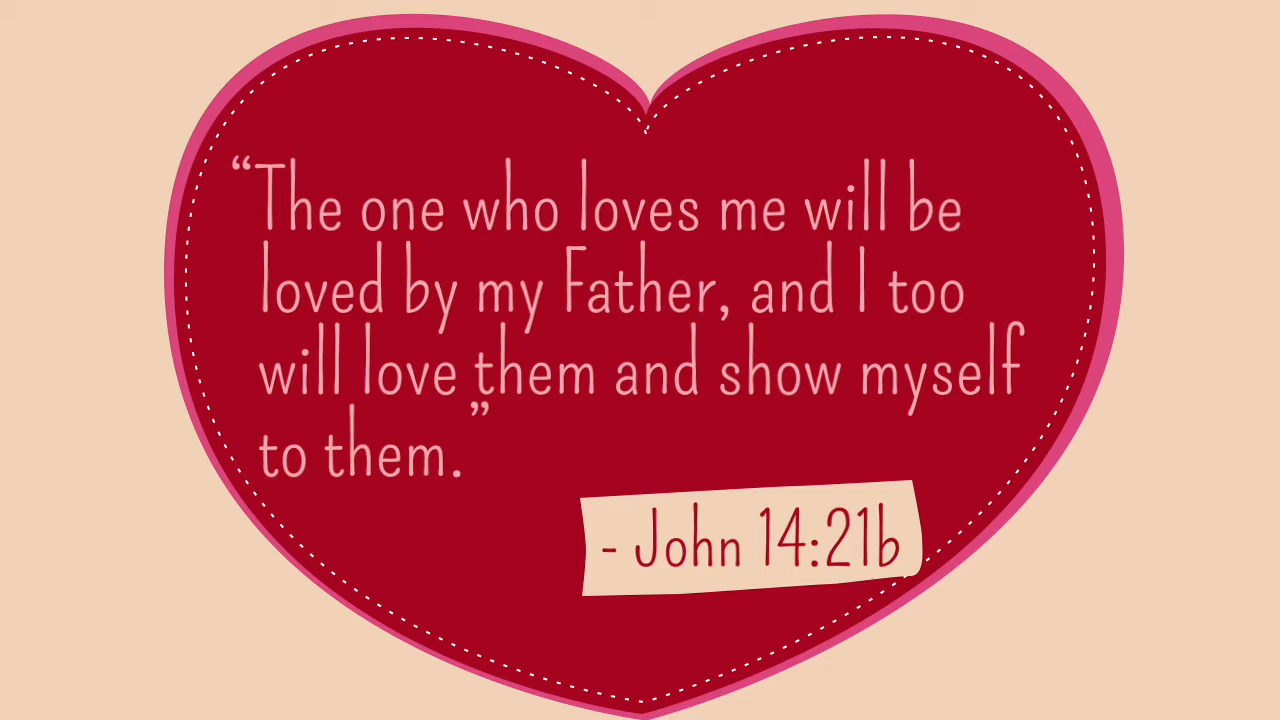 “The one who loves me will be
loved by my Father, and I too
will love them and show myself
to them.”
- John 14:21b